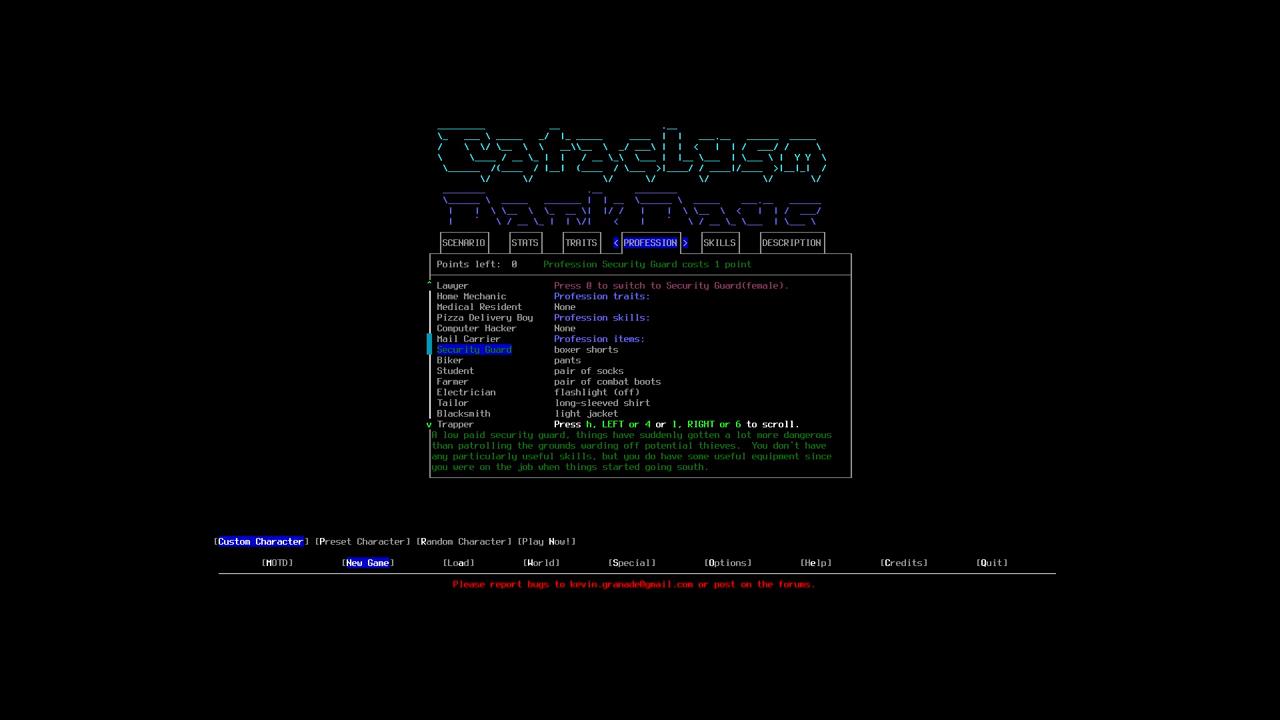 SCENARIO STATS TRAITS < PROFESSION > SKILLS DESCRIPTION
Points left: 0 Profession Security Guard costs 1 point
^ Lawyer Press @ to switch to Security Guard(female).
Home Mechanic Profession traits:
Medical Resident None
Pizza Delivery Boy Profession skills:
Computer Hacker None
Mail Carrier Profession items:
Security Guard boxer shorts
Biker pants
Student pair of socks
Farmer pair of combat boots
Electrician flashlight (off)
Tailor long-sleeved shirt
Blacksmith light jacket
v Trapper Press h, LEFT or 4 or l, RIGHT or 6 to scroll.
A low paid security guard, things have suddenly gotten a lot more dangerous
than patrolling the grounds warding off potential thieves. You don't have
any particularly useful skills, but you do have some useful equipment since
you were on the job when things started going south.
[Custom Character] [Preset Character] [Random Character] [Play Now!]
[MOTD] [New Game] [Load] [World] [Special] [Options] [Help] [Credits] [Quit]
Please report bugs to kevin.granade@gmail.com or post on the forums.